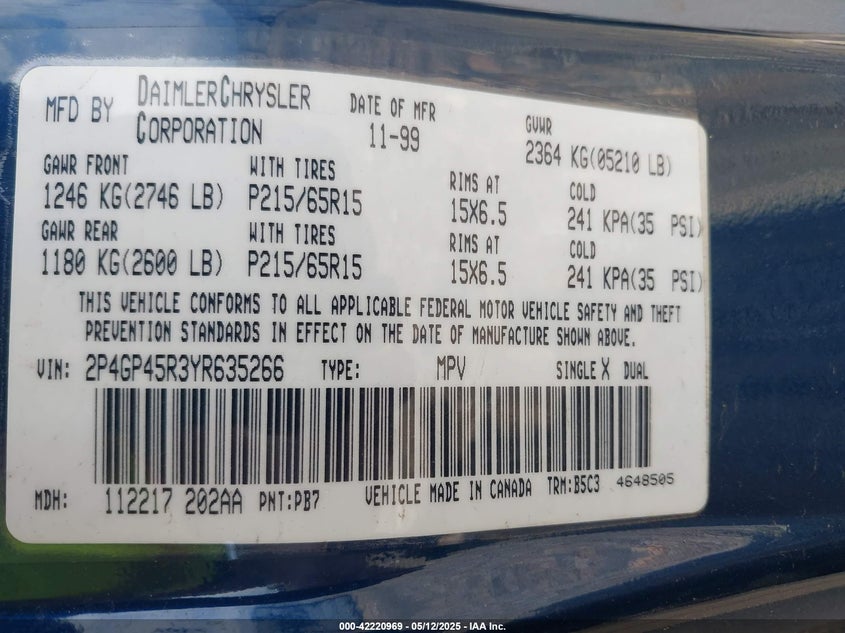 MFD BY DAIMLERCHRYSLER CORPORATION DATE OF MFR 11-99 GVWR 2364 KG(05210 LB)
GAWR FRONT WITH TIRES RIMS AT COLD
1246 KG(2746 LB) P215/65R15 15X6.5 241 KPA(35 PSI)
GAWR REAR WITH TIRES RIMS AT COLD
1180 KG(2600 LB) P215/65R15 15X6.5 241 KPA(35 PSI)
THIS VEHICLE CONFORMS TO ALL APPLICABLE FEDERAL MOTOR VEHICLE SAFETY AND THEFT
PREVENTION STANDARDS IN EFFECT ON THE DATE OF MANUFACTURE SHOWN ABOVE.
VIN: 2P4GP45R3YR635266 TYPE: MPV SINGLE X DUAL
MDH: 112217 202AA PNT:PB7 VEHICLE MADE IN CANADA TRM:B5C3 4648505
000-42220969 - 05/12/2025 - IAA Inc.